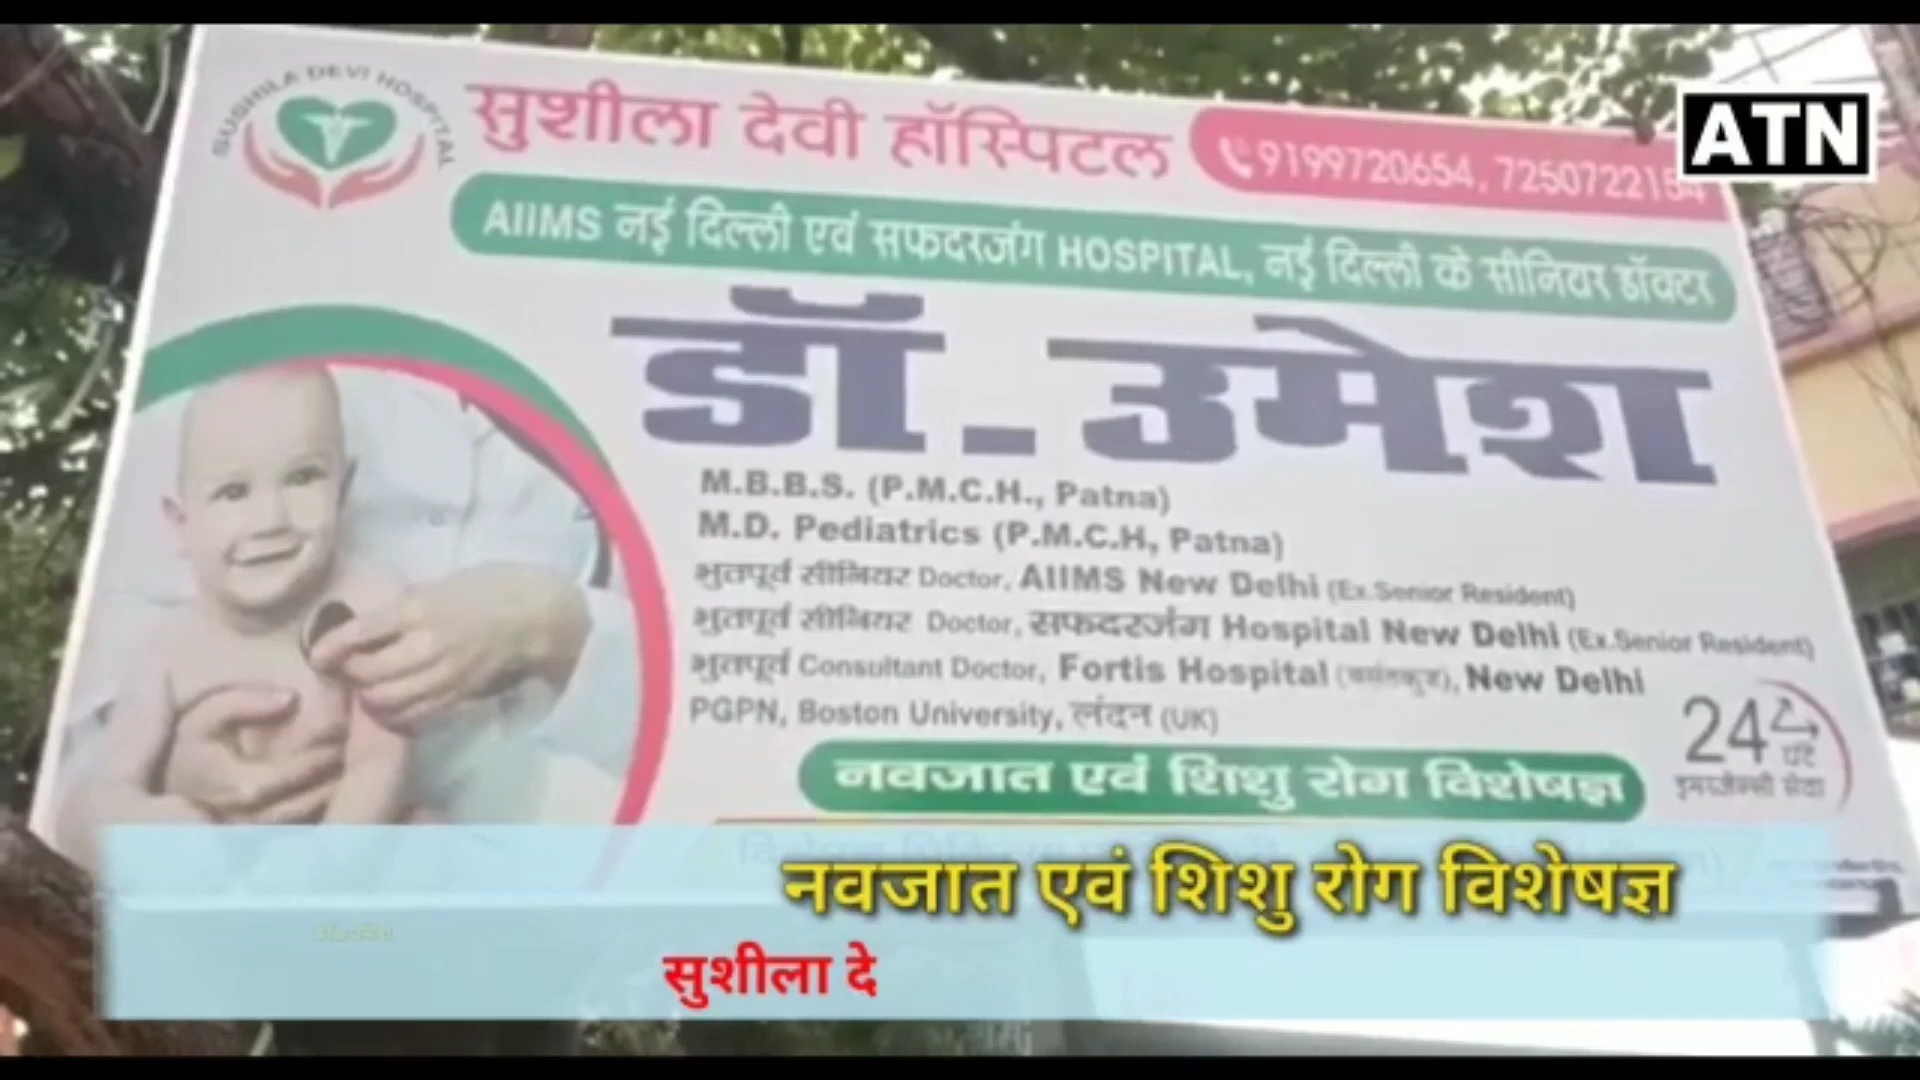 SUSHILA DEVI HOSPITAL
सुशीला देवी हॉस्पिटल
9199720654, 7250722154
ATN
AIIMS नई दिल्ली एवं सफदरजंग HOSPITAL, नई दिल्ली के सीनियर डॉक्टर
डॉ. उमेश
M.B.B.S. (P.M.C.H., Patna)
M.D. Pediatrics (P.M.C.H, Patna)
भुतपूर्व सीनियर Doctor, AIIMS New Delhi (Ex.Senior Resident)
भुतपूर्व सीनियर Doctor, सफदरजंग Hospital New Delhi (Ex.Senior Resident)
भुतपूर्व Consultant Doctor, Fortis Hospital (वसंतकुंज), New Delhi
PGPN, Boston University, लंदन (UK)
24 घंटे
इमरजेन्सी सेवा
नवजात एवं शिशु रोग विशेषज्ञ
नवजात एवं शिशु रोग विशेषज्ञ
सुशीला दे